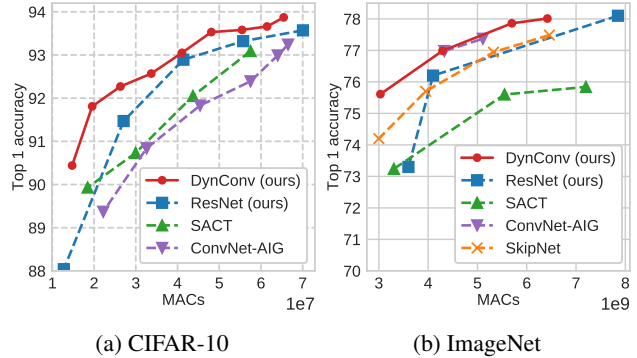 94
93
92
91
90
89
88
Top 1 accuracy
DynConv (ours)
ResNet (ours)
SACT
ConvNet-AIG
1 2 3 4 5 6 7
MACs
1e7
(a) CIFAR-10
78
77
76
75
74
73
72
71
70
Top 1 accuracy
DynConv (ours)
ResNet (ours)
SACT
ConvNet-AIG
SkipNet
3 4 5 6 7 8
MACs
1e9
(b) ImageNet